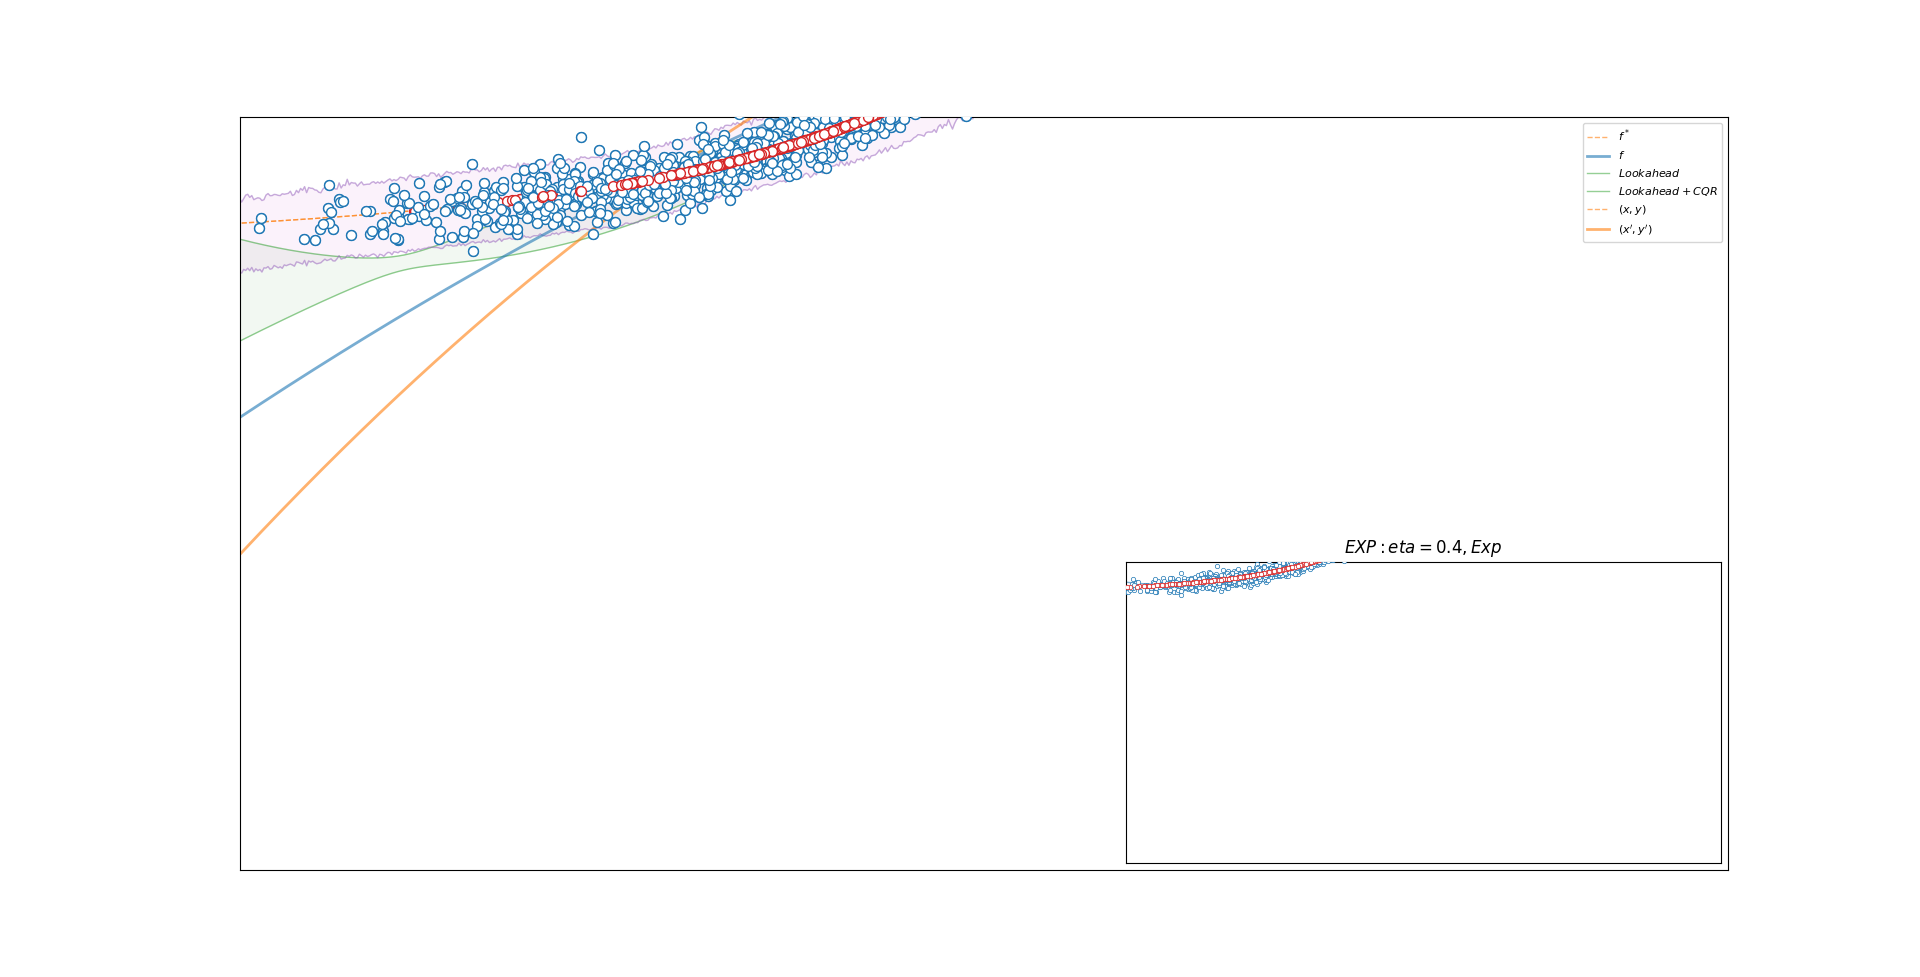 f*
f
Lookahead
Lookahead + CQR
(x, y)
(x′, y′)
EXP : eta = 0.4, Exp